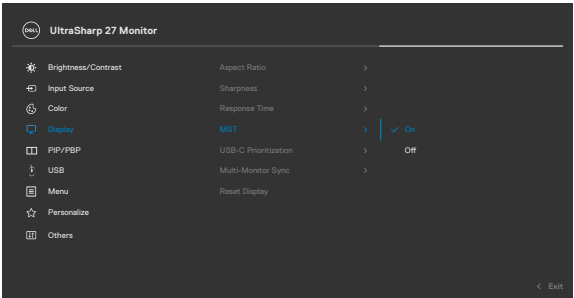 DELL UltraSharp 27 Monitor
Brightness/Contrast Aspect Ratio >
Input Source Sharpness >
Color Response Time >
Display MST > ✓ On
PIP/PBP USB-C Prioritization > Off
USB Multi-Monitor Sync >
Menu Reset Display
Personalize
Others
< Exit